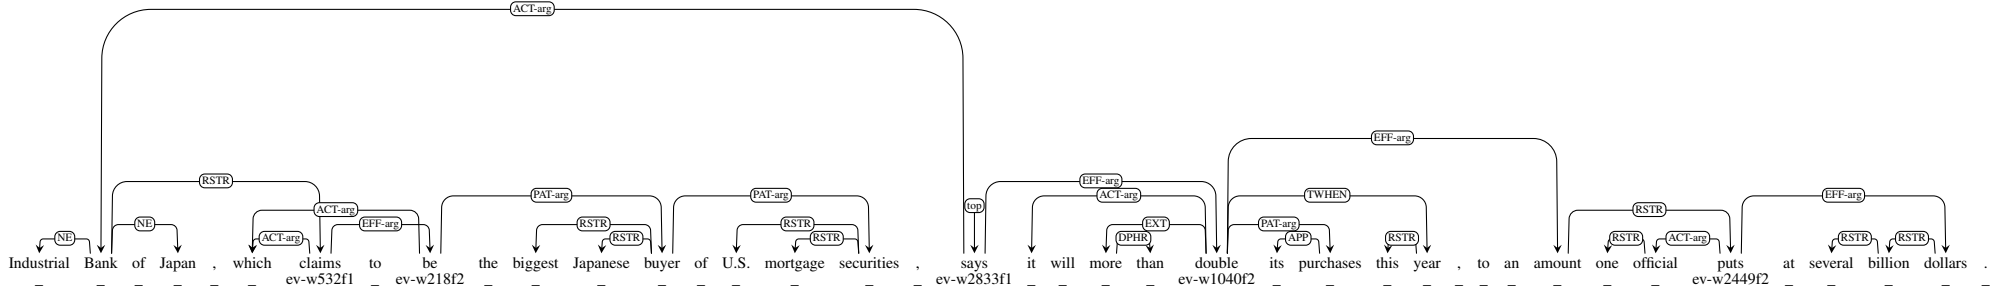 ACT-arg
EFF-arg
RSTR EFF-arg
PAT-arg PAT-arg ACT-arg TWHEN EFF-arg
top
ACT-arg RSTR
NE EFF-arg RSTR RSTR EXT PAT-arg
NE ACT-arg RSTR RSTR DPHR APP RSTR RSTR ACT-arg RSTR RSTR
Industrial Bank of Japan , which claims to be the biggest Japanese buyer of U.S. mortgage securities , says it will more than double its purchases this year , to an amount one official puts at several billion dollars .
ev-w532f1 ev-w218f2 ev-w2833f1 ev-w1040f2 ev-w2449f2
_ _ _ _ _ _ _ _ _ _ _ _ _ _ _ _ _ _ _ _ _ _ _ _ _ _ _ _ _ _ _ _ _ _